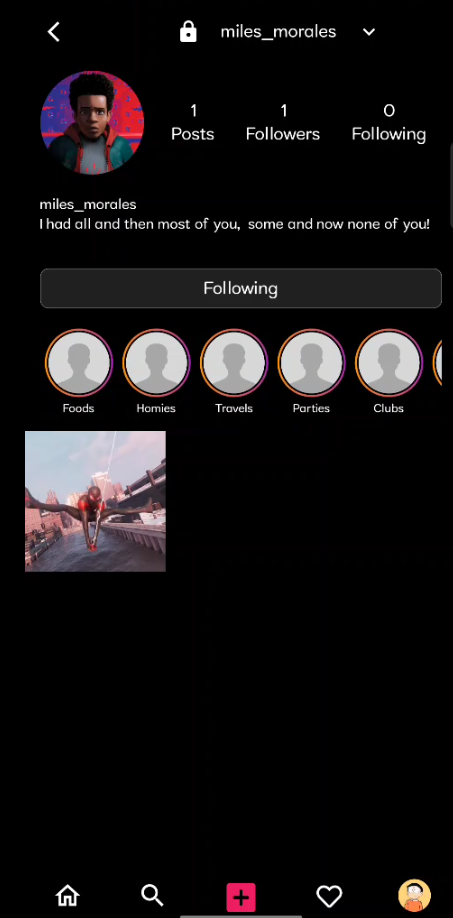 miles_morales
1 1 0
Posts Followers Following
miles_morales
I had all and then most of you, some and now none of you!
Following
Foods Homies Travels Parties Clubs